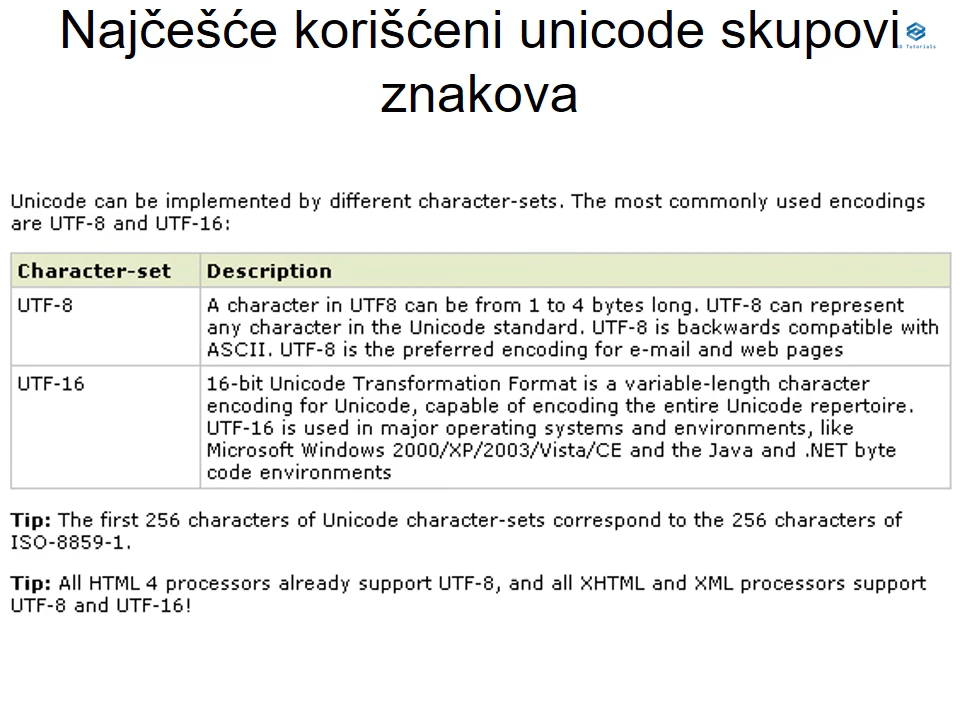 Najčešće korišćeni unicode skupovi
znakova
Unicode can be implemented by different character-sets. The most commonly used encodings
are UTF-8 and UTF-16:
Character-set Description
UTF-8 A character in UTF8 can be from 1 to 4 bytes long. UTF-8 can represent
any character in the Unicode standard. UTF-8 is backwards compatible with
ASCII. UTF-8 is the preferred encoding for e-mail and web pages
UTF-16 16-bit Unicode Transformation Format is a variable-length character
encoding for Unicode, capable of encoding the entire Unicode repertoire.
UTF-16 is used in major operating systems and environments, like
Microsoft Windows 2000/XP/2003/Vista/CE and the Java and .NET byte
code environments
Tip: The first 256 characters of Unicode character-sets correspond to the 256 characters of
ISO-8859-1.
Tip: All HTML 4 processors already support UTF-8, and all XHTML and XML processors support
UTF-8 and UTF-16!
Tutorials